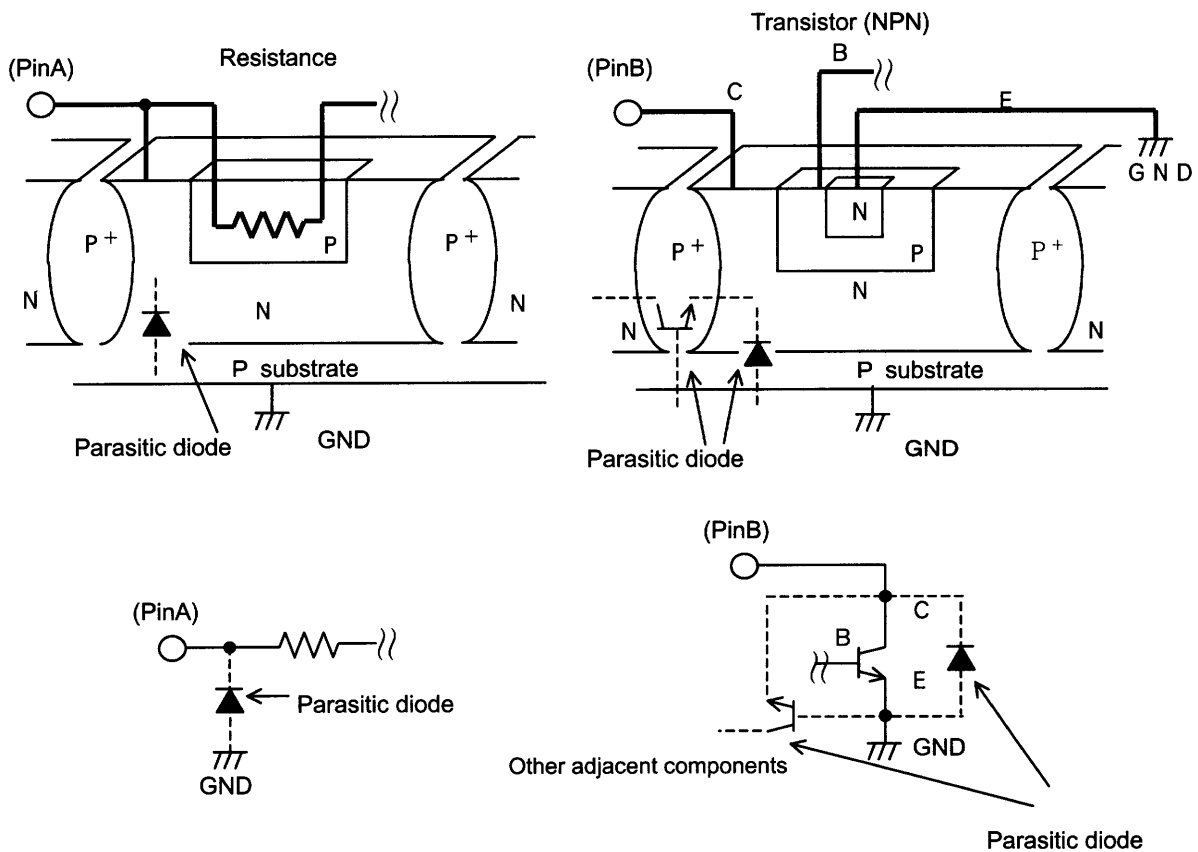 Resistance
(PinA)
P+
P
P+
N
N
N
P substrate
Parasitic diode
GND
Transistor (NPN)
B
(PinB)
C
E
G N D
N
P+
P
P+
N
N
N
P substrate
Parasitic diode
GND
(PinA)
Parasitic diode
GND
(PinB)
C
B
E
GND
Other adjacent components
Parasitic diode